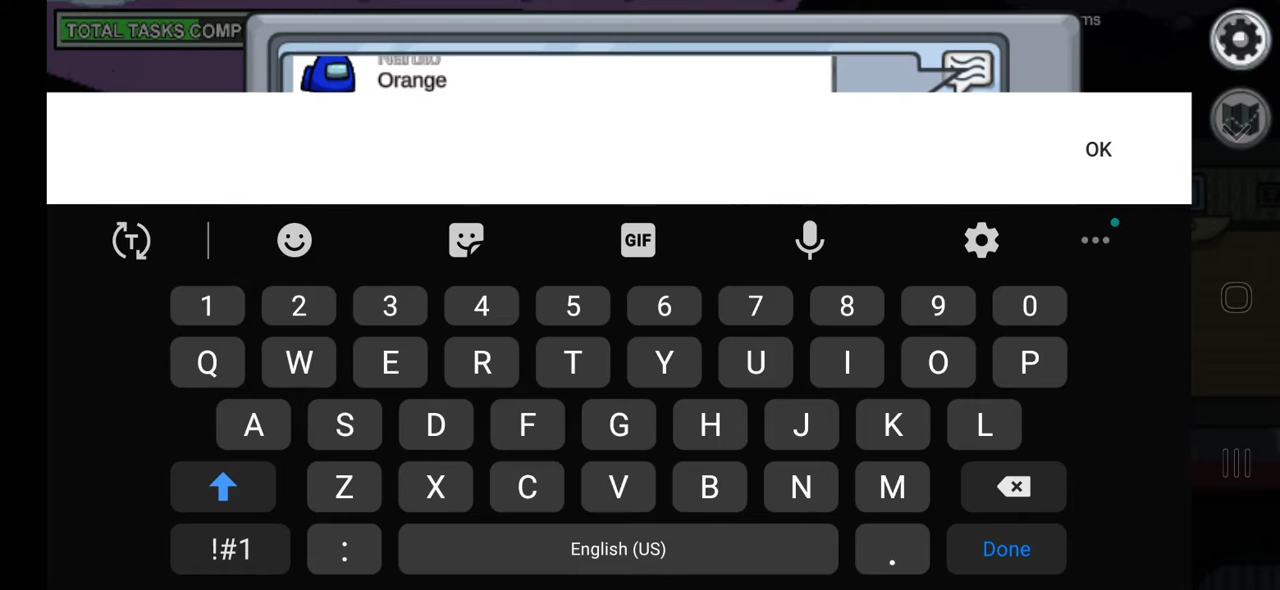 TOTAL TASKS COMP
ms
Orange
OK
GIF
1 2 3 4 5 6 7 8 9 0
Q W E R T Y U I O P
A S D F G H J K L
Z X C V B N M
!#1 : English (US) . Done